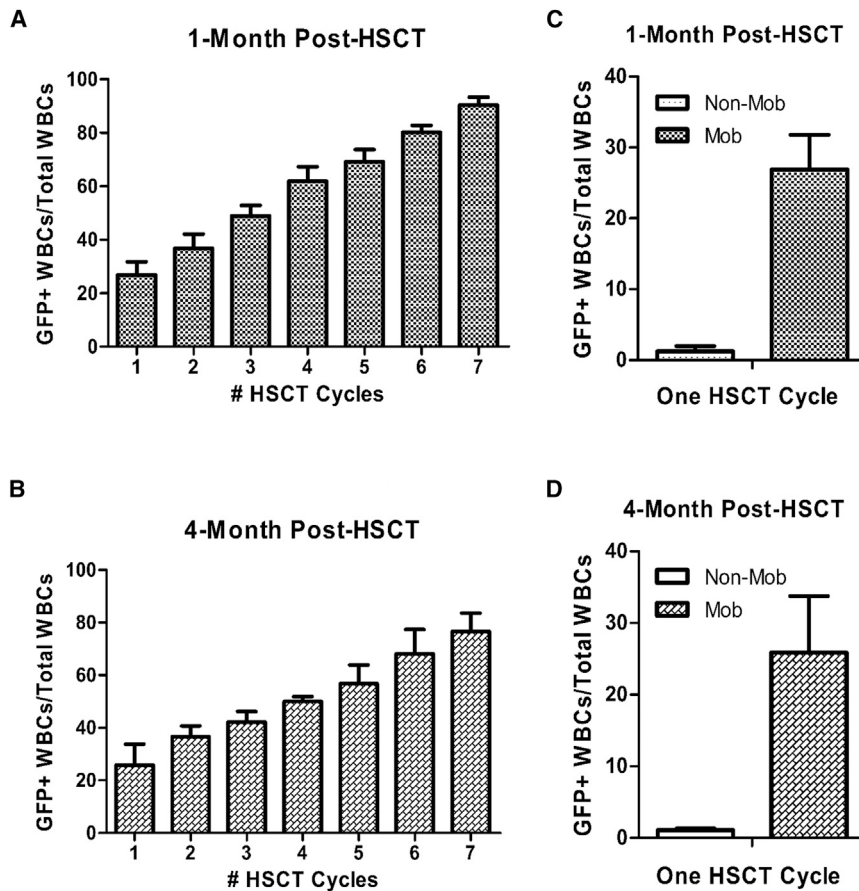 A
1-Month Post-HSCT
GFP+ WBCs/Total WBCs
100
80
60
40
20
0
1 2 3 4 5 6 7
# HSCT Cycles
C
1-Month Post-HSCT
GFP+ WBCs/Total WBCs
40
30
20
10
0
Non-Mob
Mob
One HSCT Cycle
B
4-Month Post-HSCT
GFP+ WBCs/Total WBCs
100
80
60
40
20
0
1 2 3 4 5 6 7
# HSCT Cycles
D
4-Month Post-HSCT
GFP+ WBCs/Total WBCs
40
30
20
10
0
Non-Mob
Mob
One HSCT Cycle